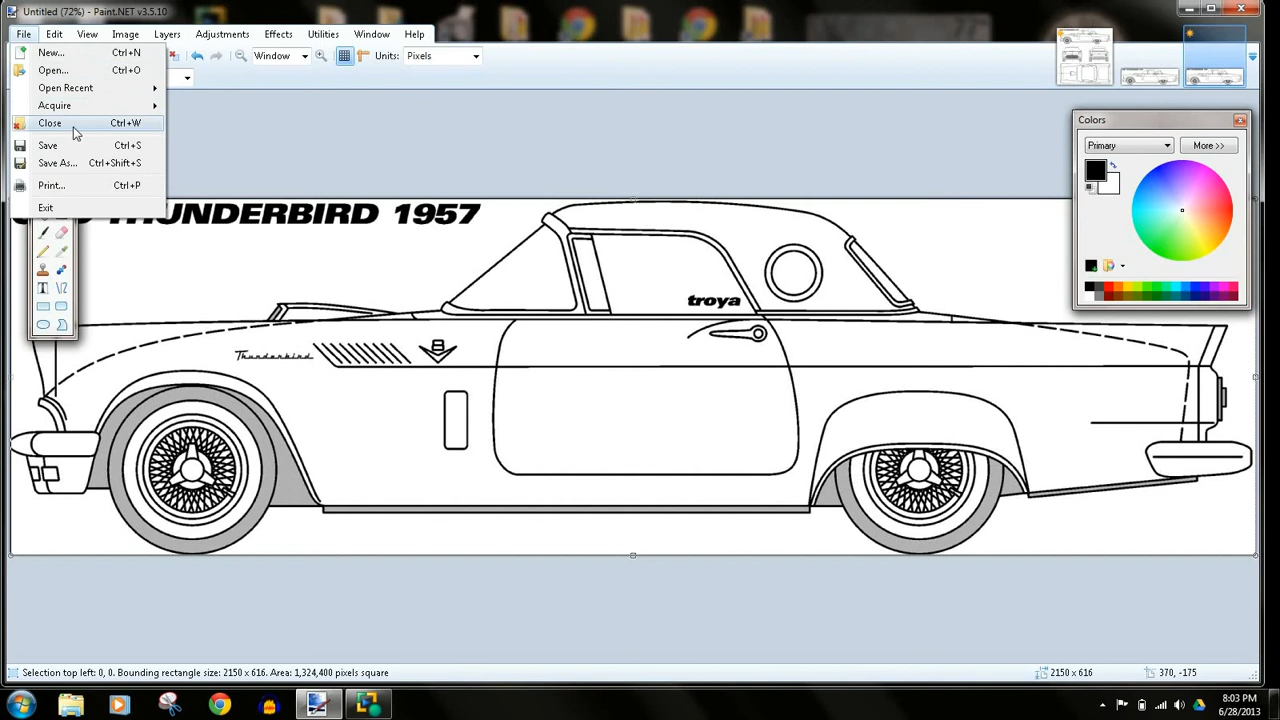 Untitled (72%) - Paint.NET v3.5.10
File Edit View Image Layers Adjustments Effects Utilities Window Help
New... Ctrl+N
Open... Ctrl+O
Open Recent
Acquire
Close Ctrl+W
Save Ctrl+S
Save As... Ctrl+Shift+S
Print... Ctrl+P
Exit
Window
Pixels
Colors
Primary
More >>
THUNDERBIRD 1957
troya
Thunderbird
8
Selection top left: 0, 0. Bounding rectangle size: 2150 x 616. Area: 1,324,400 pixels square
2150 x 616
370, -175
8:03 PM
6/28/2013